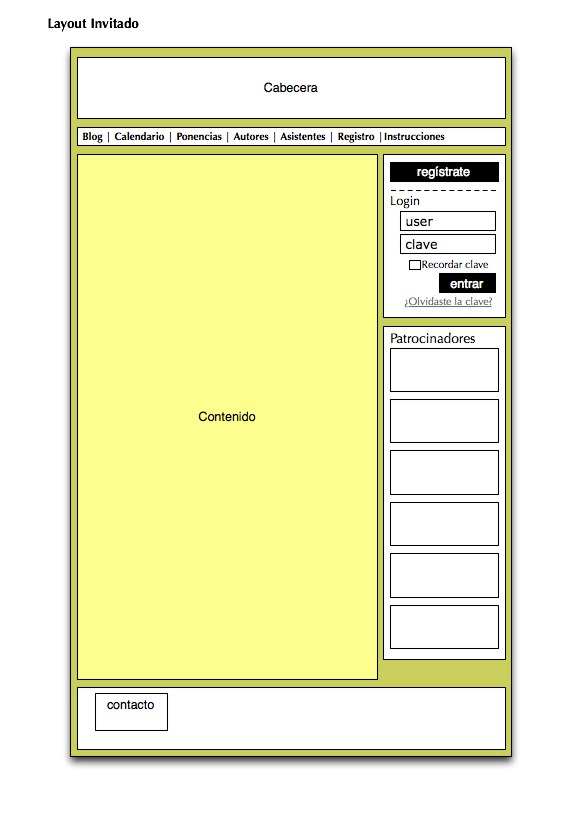 Layout Invitado
Cabecera
Blog | Calendario | Ponencias | Autores | Asistentes | Registro |Instrucciones
regístrate
Login
user
clave
Recordar clave
entrar
¿Olvidaste la clave?
Patrocinadores
Contenido
contacto